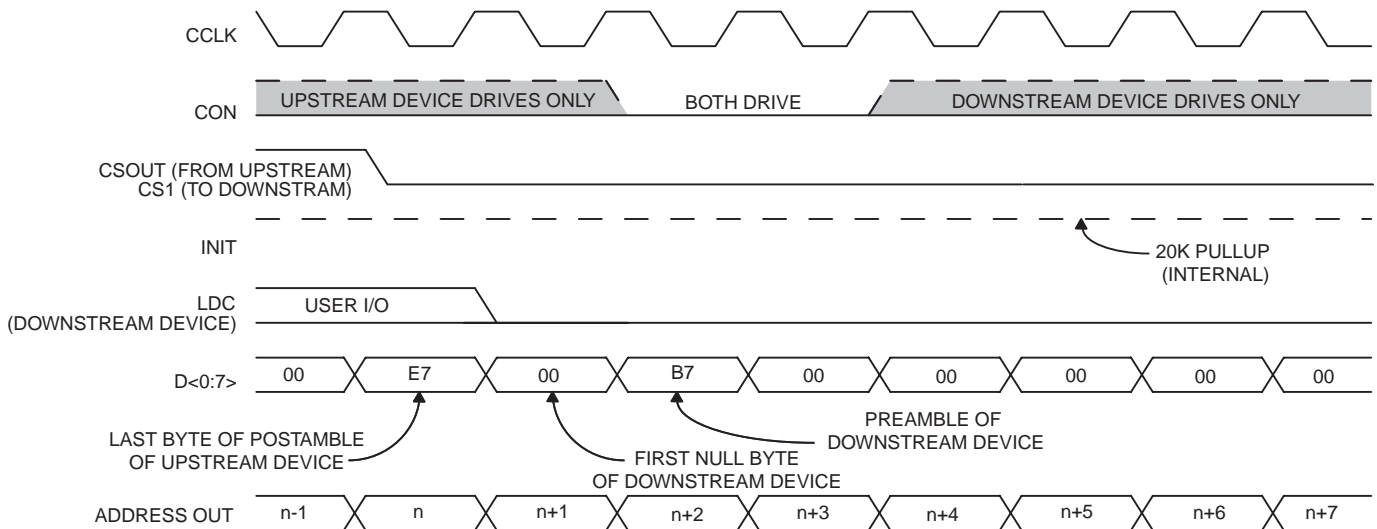 CCLK
CON
UPSTREAM DEVICE DRIVES ONLY
BOTH DRIVE
DOWNSTREAM DEVICE DRIVES ONLY
CSOUT (FROM UPSTREAM)
CS1 (TO DOWNSTRAM)
INIT
20K PULLUP
(INTERNAL)
LDC
(DOWNSTREAM DEVICE)
USER I/O
D<0:7>
00
E7
00
B7
00
00
00
00
00
LAST BYTE OF POSTAMBLE
OF UPSTREAM DEVICE
FIRST NULL BYTE
OF DOWNSTREAM DEVICE
PREAMBLE OF
DOWNSTREAM DEVICE
ADDRESS OUT
n-1
n
n+1
n+2
n+3
n+4
n+5
n+6
n+7